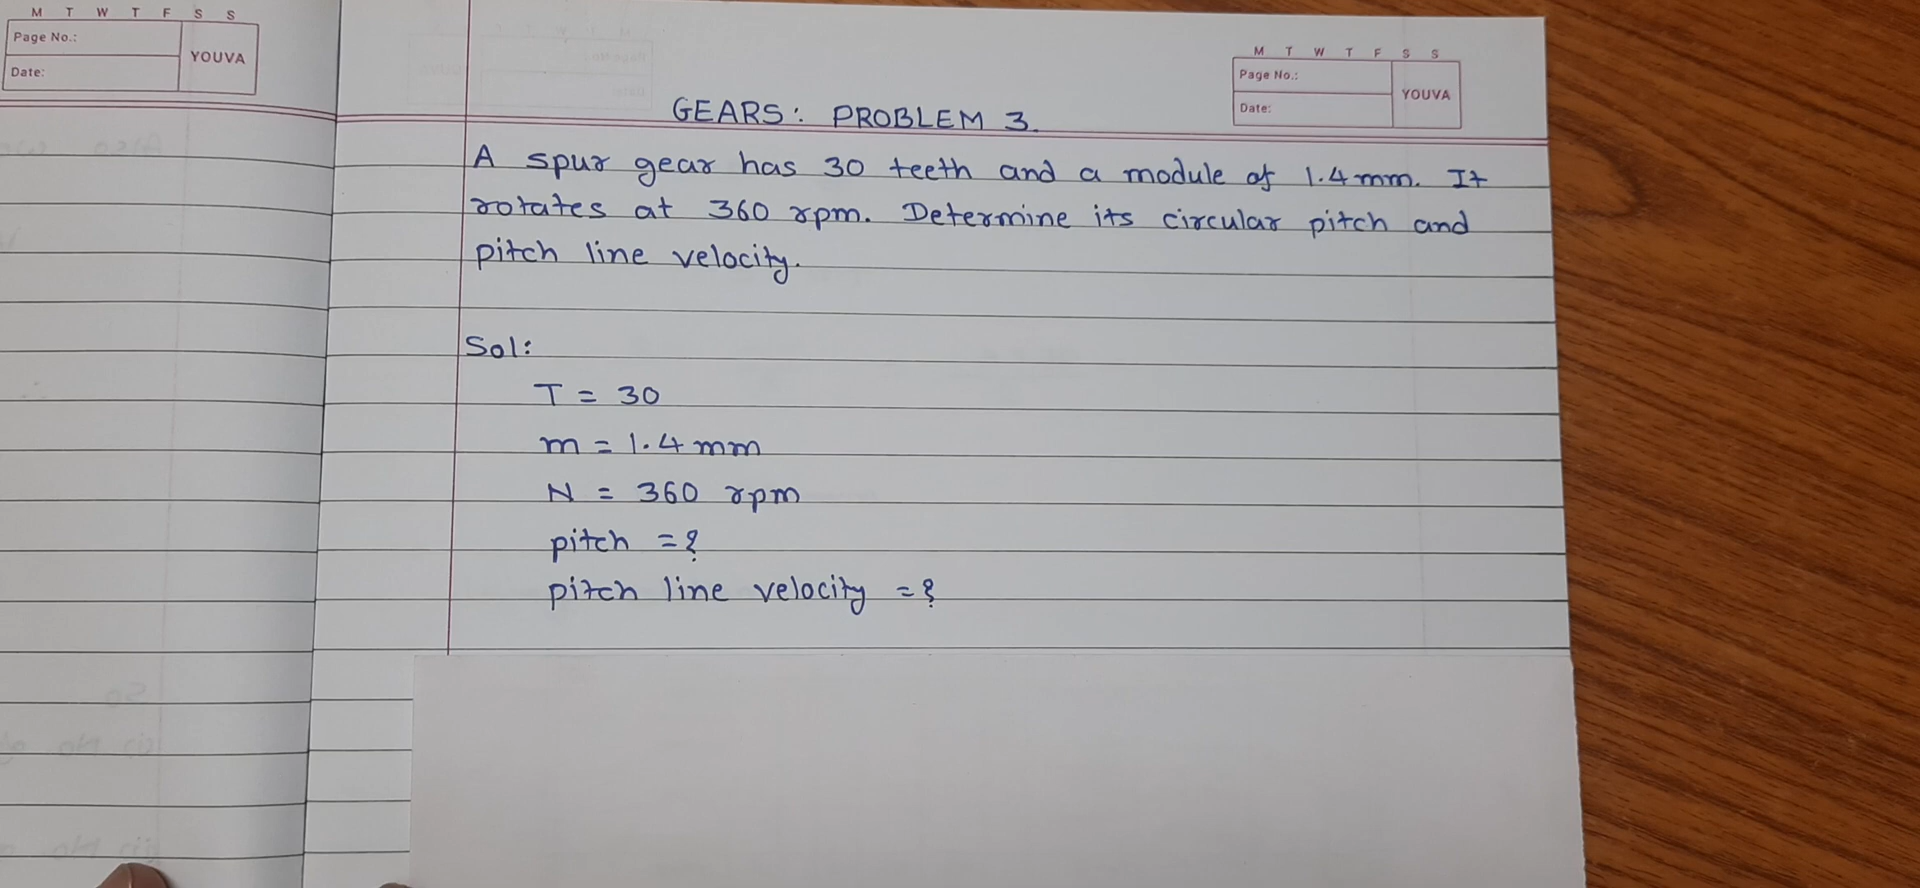 M T W T F S S
Page No.:
YOUVA
Date:
M T W T F S S
Page No.:
YOUVA
Date:
GEARS: PROBLEM 3.
A spur gear has 30 teeth and a module of 1.4mm. It
rotates at 360 rpm. Determine its circular pitch and
pitch line velocity.
Sol:
T = 30
m = 1.4 mm
N = 360 rpm
pitch = ?
pitch line velocity = ?